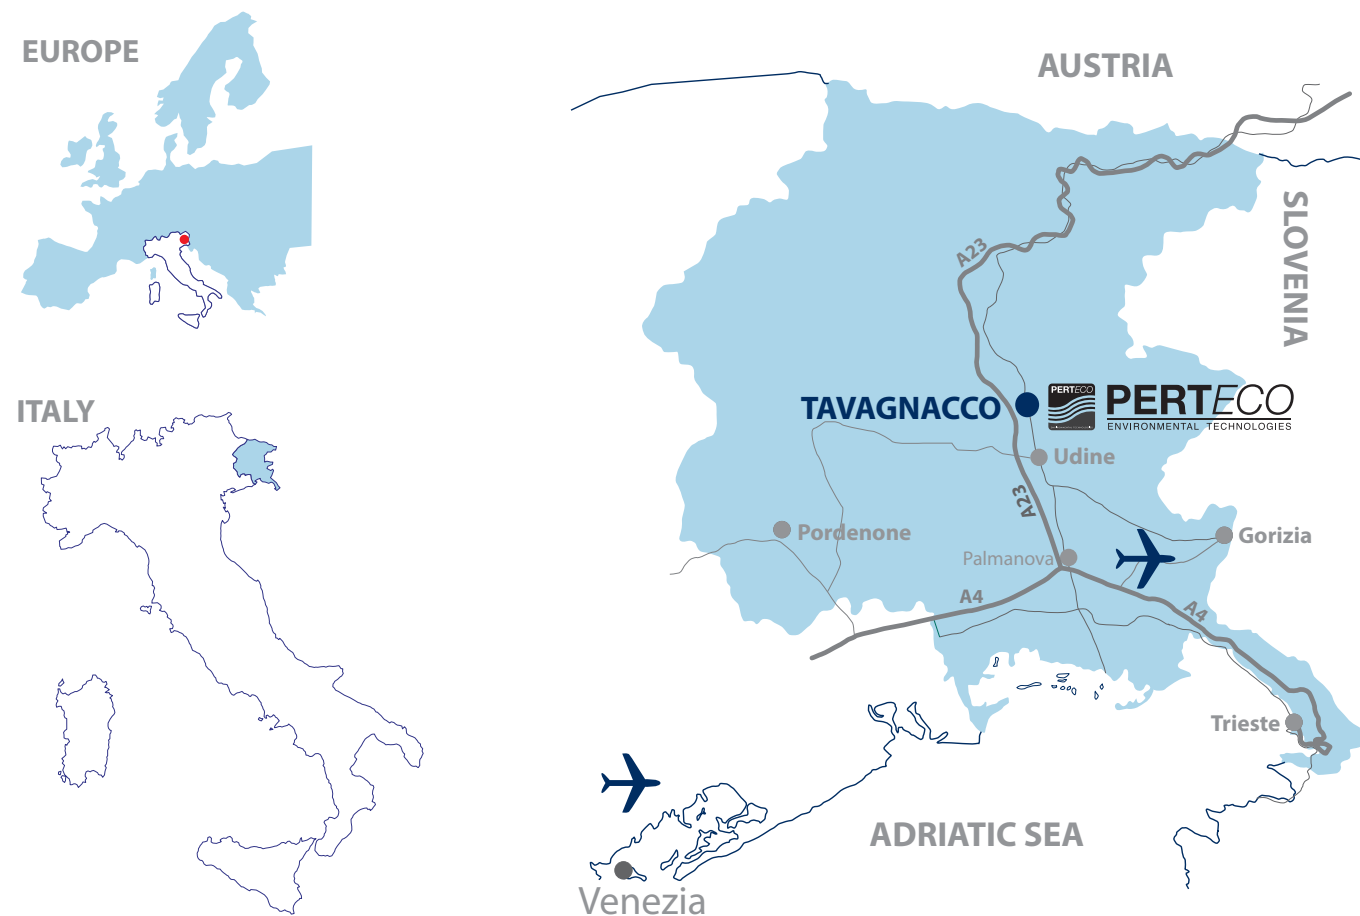 EUROPE
AUSTRIA
SLOVENIA
A23
ITALY
TAVAGNACCO
PERTECO
PERTECO
ENVIRONMENTAL TECHNOLOGIES
Udine
A23
Pordenone
Gorizia
Palmanova
A4
A4
Trieste
ADRIATIC SEA
Venezia